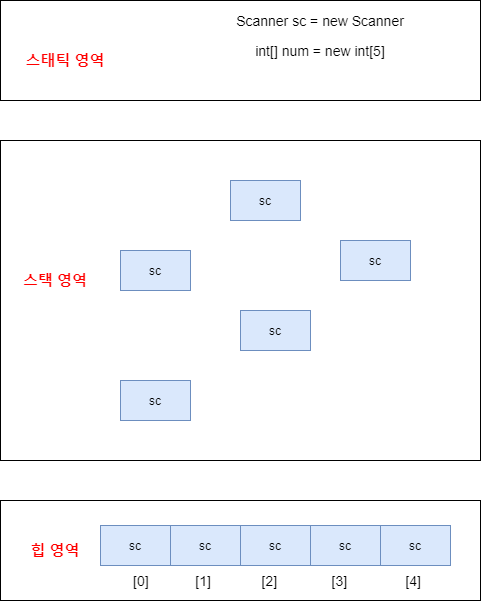 Scanner sc = new Scanner
int[] num = new int[5]
스태틱 영역
sc
sc
sc
스택 영역
sc
sc
힙 영역
sc sc sc sc sc
[0] [1] [2] [3] [4]